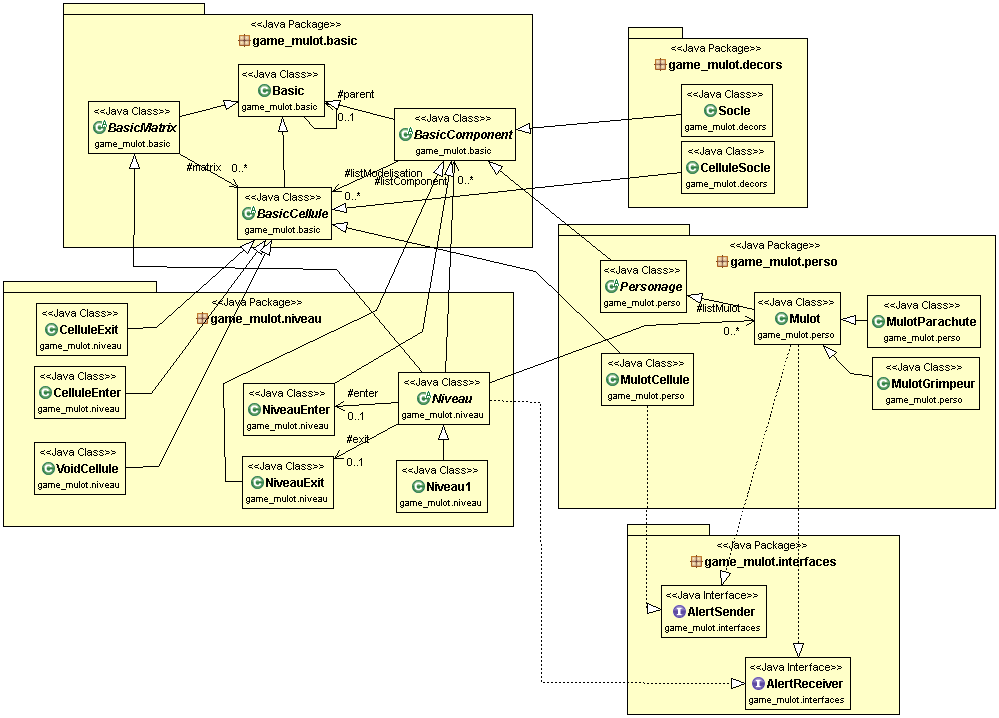 <<Java Package>>
game_mulot.basic
<<Java Class>>
Basic
game_mulot.basic
#parent
0..1
<<Java Class>>
BasicMatrix
game_mulot.basic
<<Java Class>>
BasicComponent
game_mulot.basic
#matrix 0..*
#listModelisation
#listComponent
0..*
0..*
<<Java Class>>
BasicCellule
game_mulot.basic
<<Java Package>>
game_mulot.decors
<<Java Class>>
Socle
game_mulot.decors
<<Java Class>>
CelluleSocle
game_mulot.decors
<<Java Package>>
game_mulot.perso
<<Java Class>>
Personage
game_mulot.perso
#listMulot
0..*
<<Java Class>>
Mulot
game_mulot.perso
<<Java Class>>
MulotParachute
game_mulot.perso
<<Java Class>>
MulotCellule
game_mulot.perso
<<Java Class>>
MulotGrimpeur
game_mulot.perso
<<Java Package>>
game_mulot.niveau
<<Java Class>>
CelluleExit
game_mulot.niveau
<<Java Class>>
CelluleEnter
game_mulot.niveau
<<Java Class>>
VoidCellule
game_mulot.niveau
<<Java Class>>
NiveauEnter
game_mulot.niveau
#enter
0..1
<<Java Class>>
Niveau
game_mulot.niveau
#exit
0..1
<<Java Class>>
NiveauExit
game_mulot.niveau
<<Java Class>>
Niveau1
game_mulot.niveau
<<Java Package>>
game_mulot.interfaces
<<Java Interface>>
AlertSender
game_mulot.interfaces
<<Java Interface>>
AlertReceiver
game_mulot.interfaces